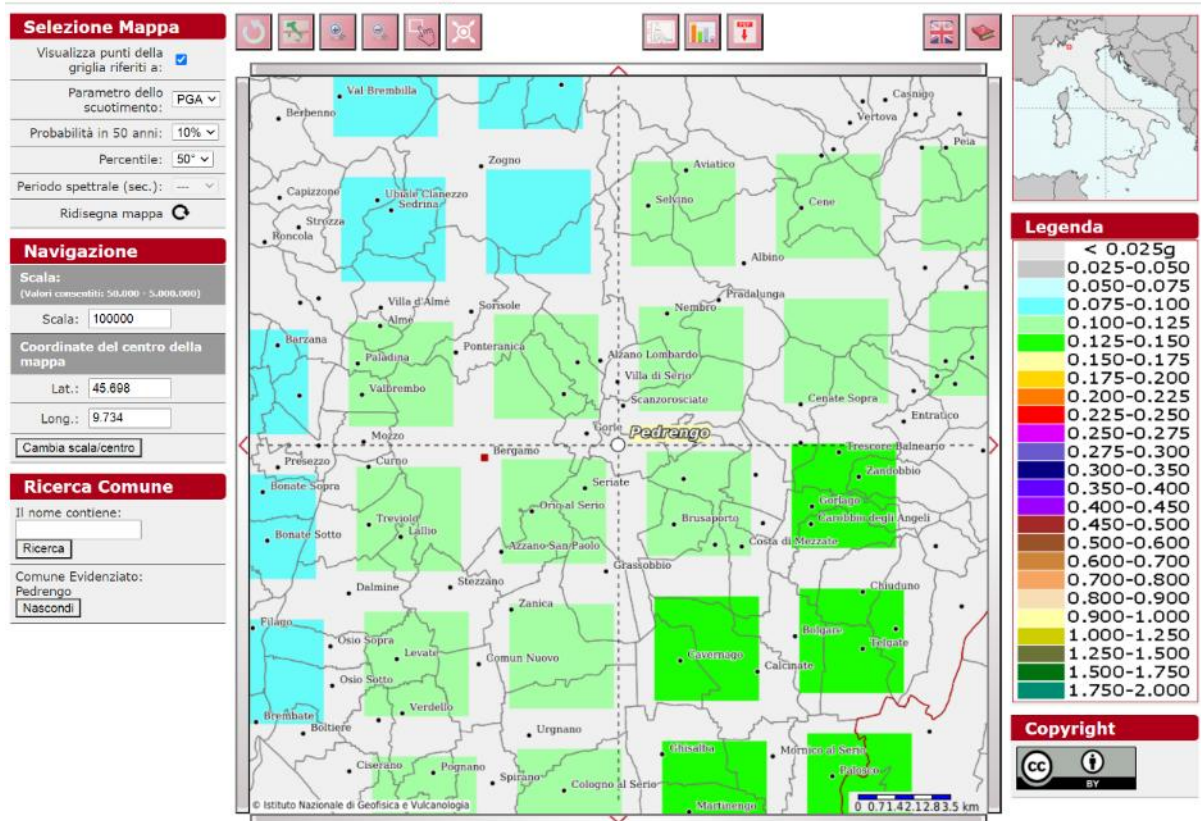 Selezione Mappa
Visualizza punti della
griglia riferiti a:
Parametro dello
scuotimento: PGA
Probabilità in 50 anni: 10%
Percentile: 50°
Periodo spettrale (sec.): ---
Ridisegna mappa
Navigazione
Scala:
(Valori consentiti: 50.000 - 5.000.000)
Scala: 100000
Coordinate del centro della
mappa
Lat.: 45.698
Long.: 9.734
Cambia scala/centro
Ricerca Comune
Il nome contiene:
Ricerca
Comune Evidenziato:
Pedrengo
Nascondi
PDF
Val Brembilla
Casnigo
Berbenno
Vertova
Peia
Zogno
Aviatico
Capizzone
Ubiale Clanezzo
Sedrina
Selvino
Cene
Strozza
Roncola
Albino
Villa d'Almè
Sorisole
Pradalunga
Nembro
Almè
Barzana
Paladina
Ponteranica
Alzano Lombardo
Villa di Serio
Valbrembo
Scanzorosciate
Cenate Sopra
Entratico
Gorle
Pedrengo
Mozzo
Bergamo
Trescore Balneario
Presezzo
Curno
Zandobbio
Bonate Sopra
Seriate
Gorlago
Orio al Serio
Treviolo
Brusaporto
Carobbio degli Angeli
Bonate Sotto
Lallio
Azzano San Paolo
Costa di Mezzate
Grassobbio
Dalmine
Stezzano
Chiuduno
Zanica
Filago
Osio Sopra
Bolgare
Telgate
Levate
Comun Nuovo
Cavernago
Calcinate
Osio Sotto
Verdello
Brembate
Boltiere
Urgnano
Ghisalba
Mornico al Serio
Ciserano
Pognano
Spirano
Cologno al Serio
Palosco
Martinengo
© Istituto Nazionale di Geofisica e Vulcanologia
0 0.71.42.12.83.5 km
Legenda
< 0.025g
0.025-0.050
0.050-0.075
0.075-0.100
0.100-0.125
0.125-0.150
0.150-0.175
0.175-0.200
0.200-0.225
0.225-0.250
0.250-0.275
0.275-0.300
0.300-0.350
0.350-0.400
0.400-0.450
0.450-0.500
0.500-0.600
0.600-0.700
0.700-0.800
0.800-0.900
0.900-1.000
1.000-1.250
1.250-1.500
1.500-1.750
1.750-2.000
Copyright
cc
BY